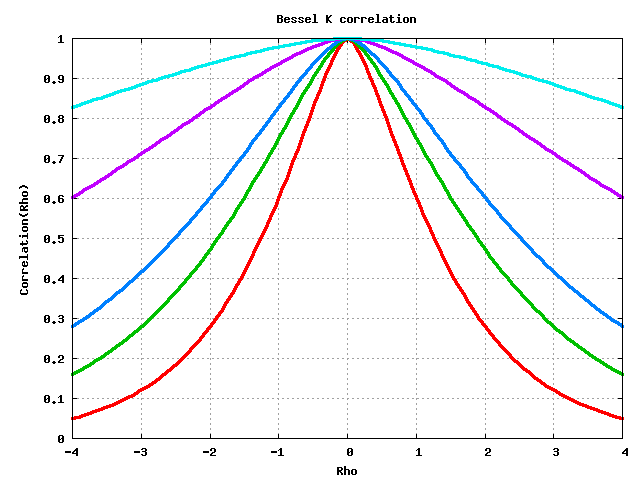 Bessel K correlation
1
0,9
0,8
0,7
0,6
0,5
0,4
0,3
0,2
0,1
0
Correlation(Rho)
-4 -3 -2 -1 0 1 2 3 4
Rho